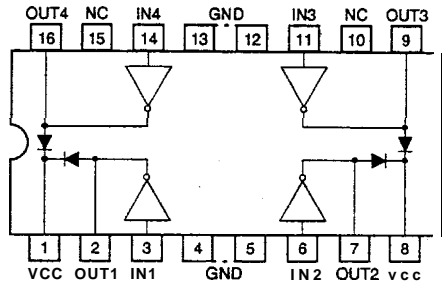 OUT4 NC IN4 GND IN3 NC OUT3
16 15 14 13 12 11 10 9
1 2 3 4 5 6 7 8
VCC OUT1 IN1 GND IN2 OUT2 vcc